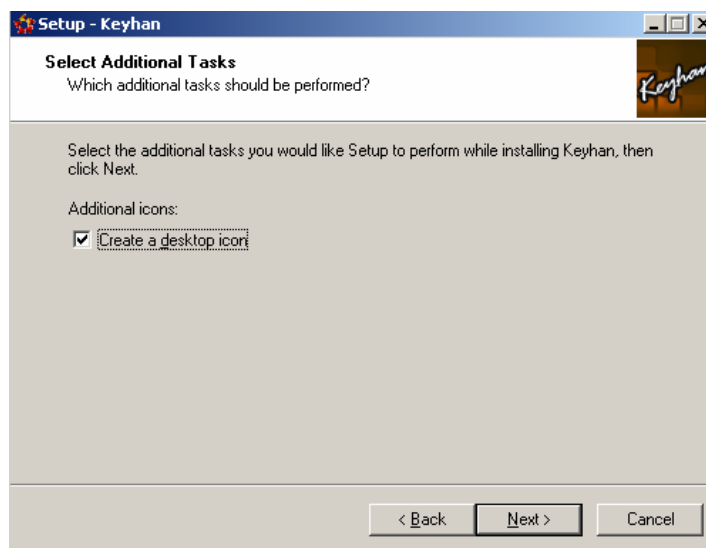 Setup - Keyhan
Select Additional Tasks
Which additional tasks should be performed?
Keyhan
Select the additional tasks you would like Setup to perform while installing Keyhan, then
click Next.
Additional icons:
Create a desktop icon
< Back Next > Cancel